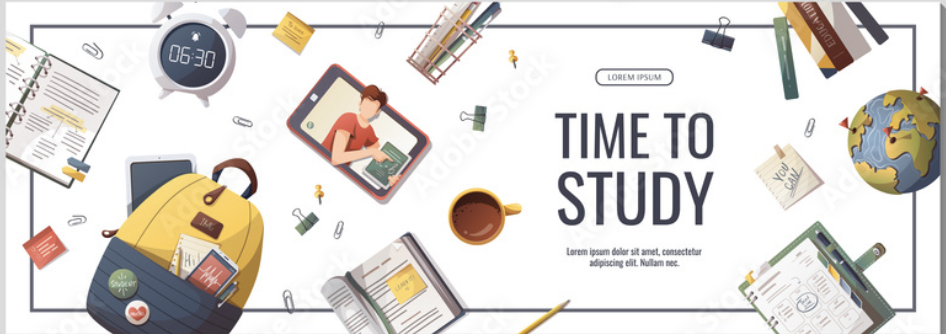 06:30
LOREM IPSUM
EDUCATION
TIME TO
STUDY
YOU
CAN
Lorem ipsum dolor sit amet, consectetur
adipiscing elit. Nullam nec.